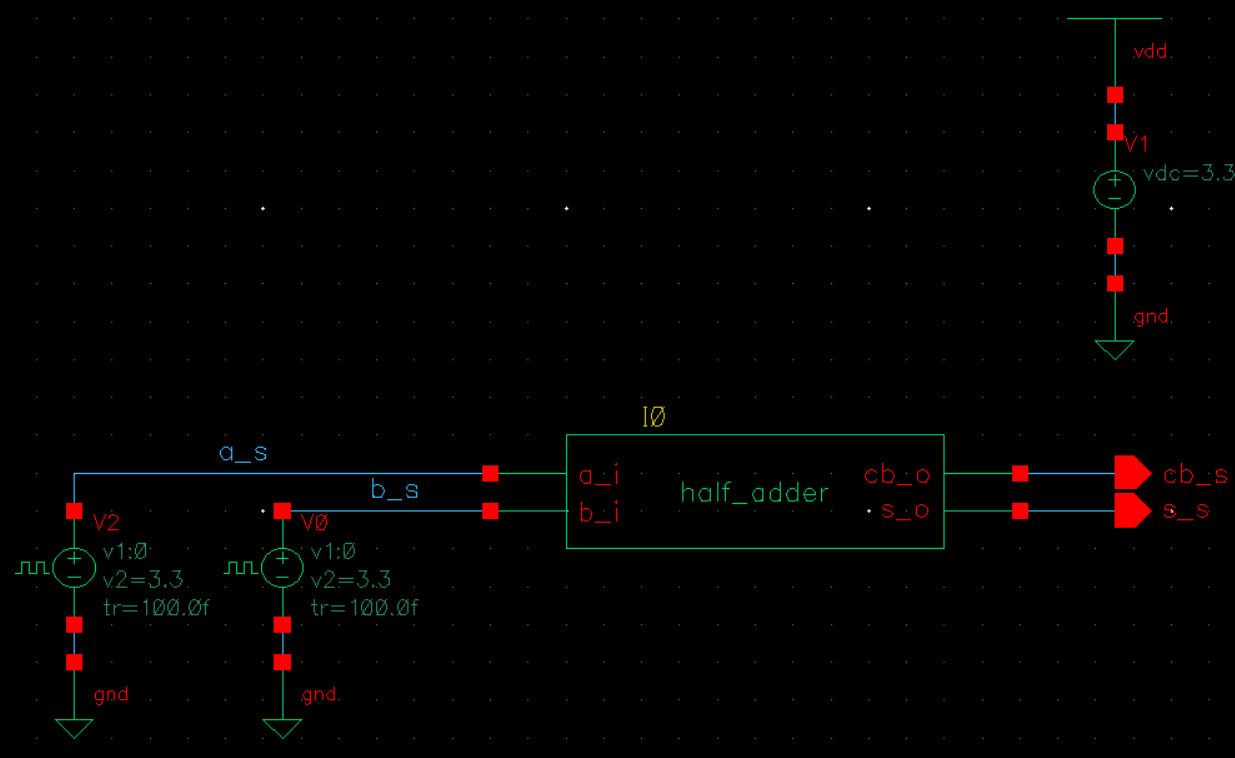 vdd
V1
vdc=3.3
gnd
I0
a_s
b_s
a_i
b_i
half_adder
cb_o
s_o
cb_s
s_s
V2
v1:0
v2=3.3
tr=100.0f
gnd
V0
v1:0
v2=3.3
tr=100.0f
gnd